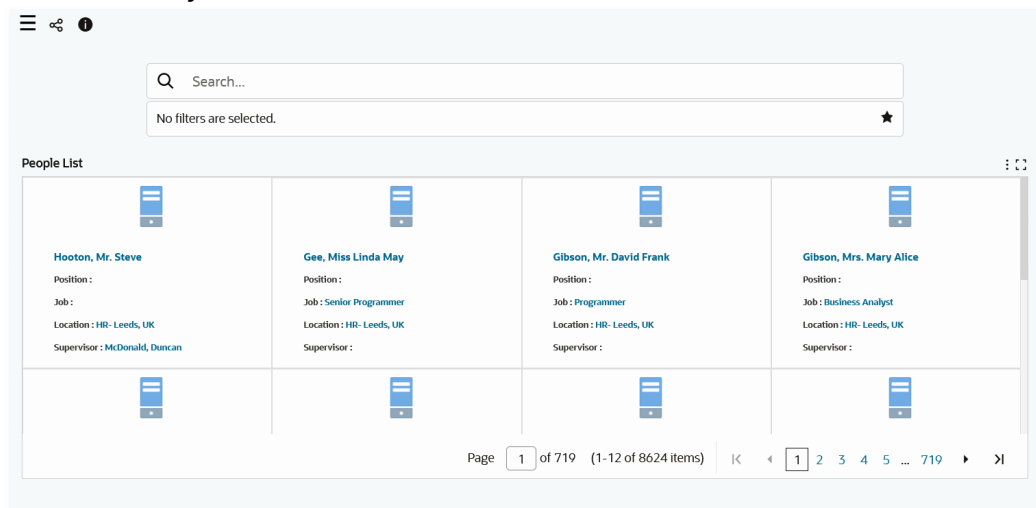 Search...
No filters are selected.
People List
Hooton, Mr. Steve
Position :
Job :
Location : HR- Leeds, UK
Supervisor : McDonald, Duncan
Gee, Miss Linda May
Position :
Job : Senior Programmer
Location : HR- Leeds, UK
Supervisor :
Gibson, Mr. David Frank
Position :
Job : Programmer
Location : HR- Leeds, UK
Supervisor :
Gibson, Mrs. Mary Alice
Position :
Job : Business Analyst
Location : HR- Leeds, UK
Supervisor :
Page 1 of 719 (1-12 of 8624 items) 1 2 3 4 5 ... 719